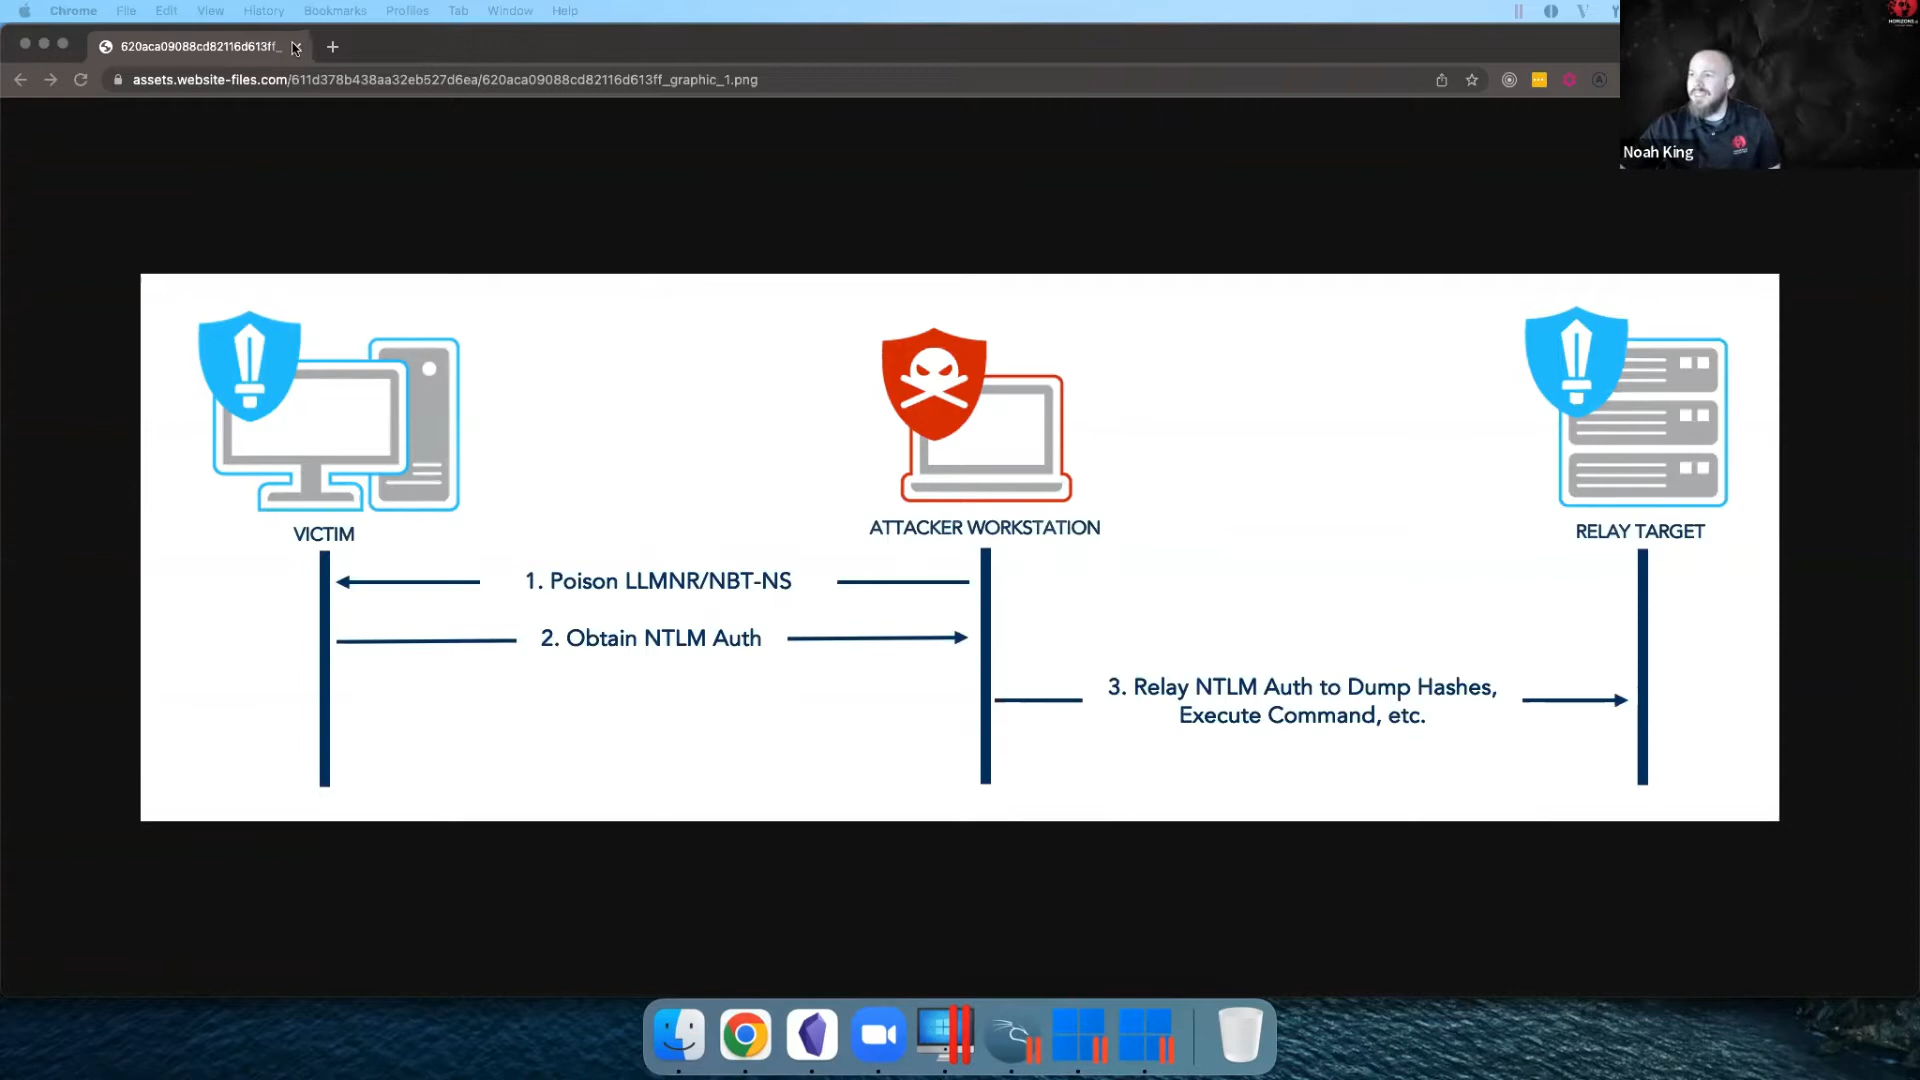 Chrome File Edit View History Bookmarks Profiles Tab Window Help
620aca09088cd82116d613ff_
assets.website-files.com/611d378b438aa32eb527d6ea/620aca09088cd82116d613ff_graphic_1.png
HORIZON3
Noah King
VICTIM
ATTACKER WORKSTATION
RELAY TARGET
1. Poison LLMNR/NBT-NS
2. Obtain NTLM Auth
3. Relay NTLM Auth to Dump Hashes,
Execute Command, etc.